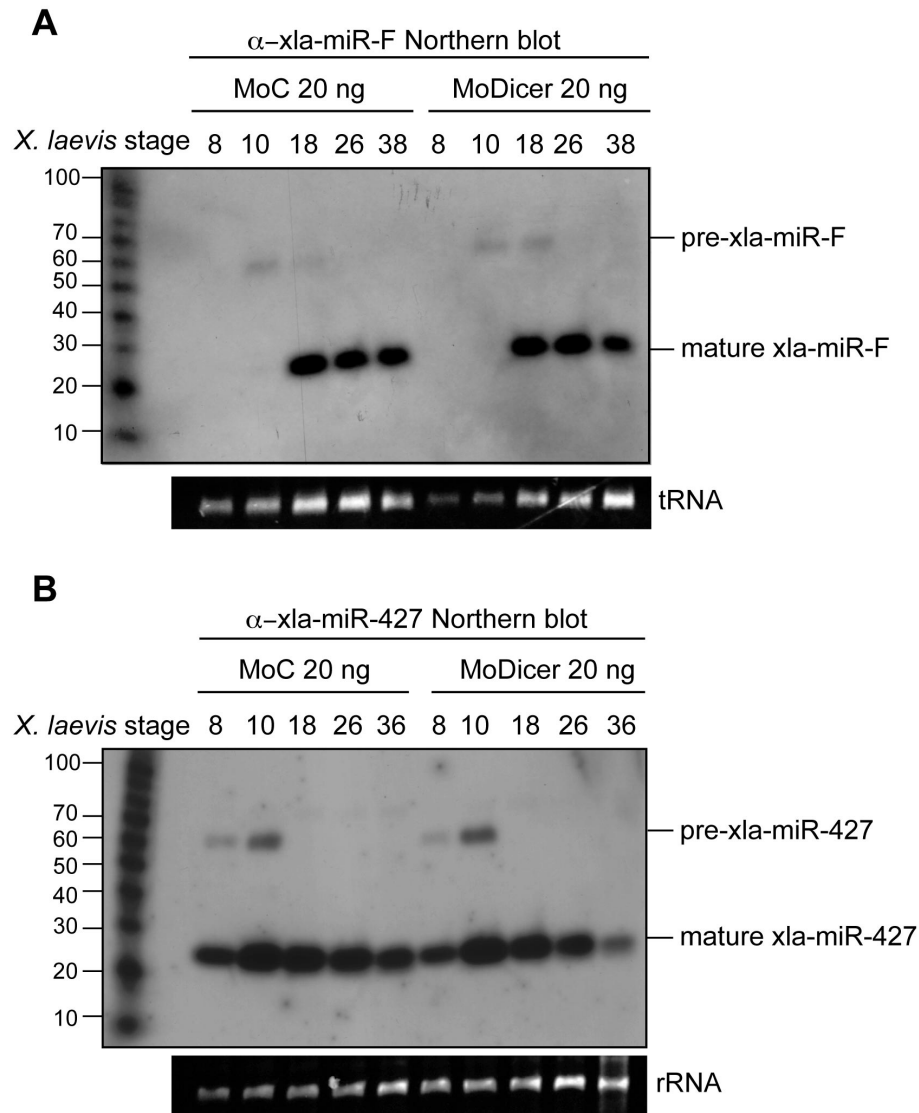 A
α–xla-miR-F Northern blot
MoC 20 ng MoDicer 20 ng
X. laevis stage 8 10 18 26 38 8 10 18 26 38
100
70
60
50
40
30
20
10
pre-xla-miR-F
mature xla-miR-F
tRNA
B
α–xla-miR-427 Northern blot
MoC 20 ng MoDicer 20 ng
X. laevis stage 8 10 18 26 36 8 10 18 26 36
100
70
60
50
40
30
20
10
pre-xla-miR-427
mature xla-miR-427
rRNA